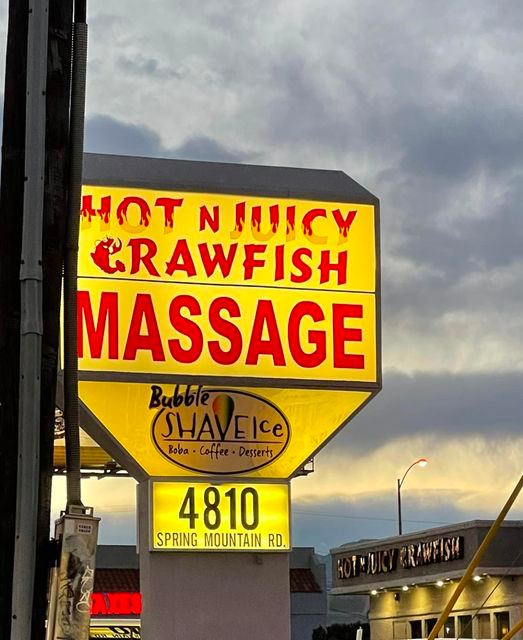 HOT N JUICY
CRAWFISH
MASSAGE
Bubble
SHAVE Ice
Boba • Coffee • Desserts
4810
SPRING MOUNTAIN RD.
HOT N JUICY CRAWFISH